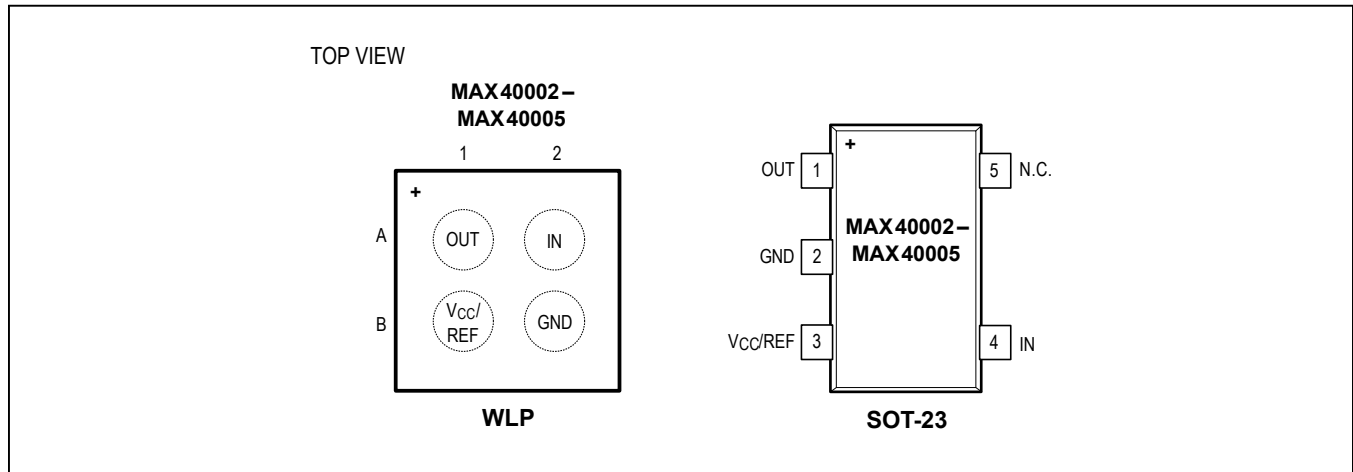 TOP VIEW
MAX40002–
MAX40005
1 2
+
A OUT IN
B VCC/
REF GND
WLP
+
OUT 1 5 N.C.
MAX40002–
MAX40005
GND 2
VCC/REF 3 4 IN
SOT-23